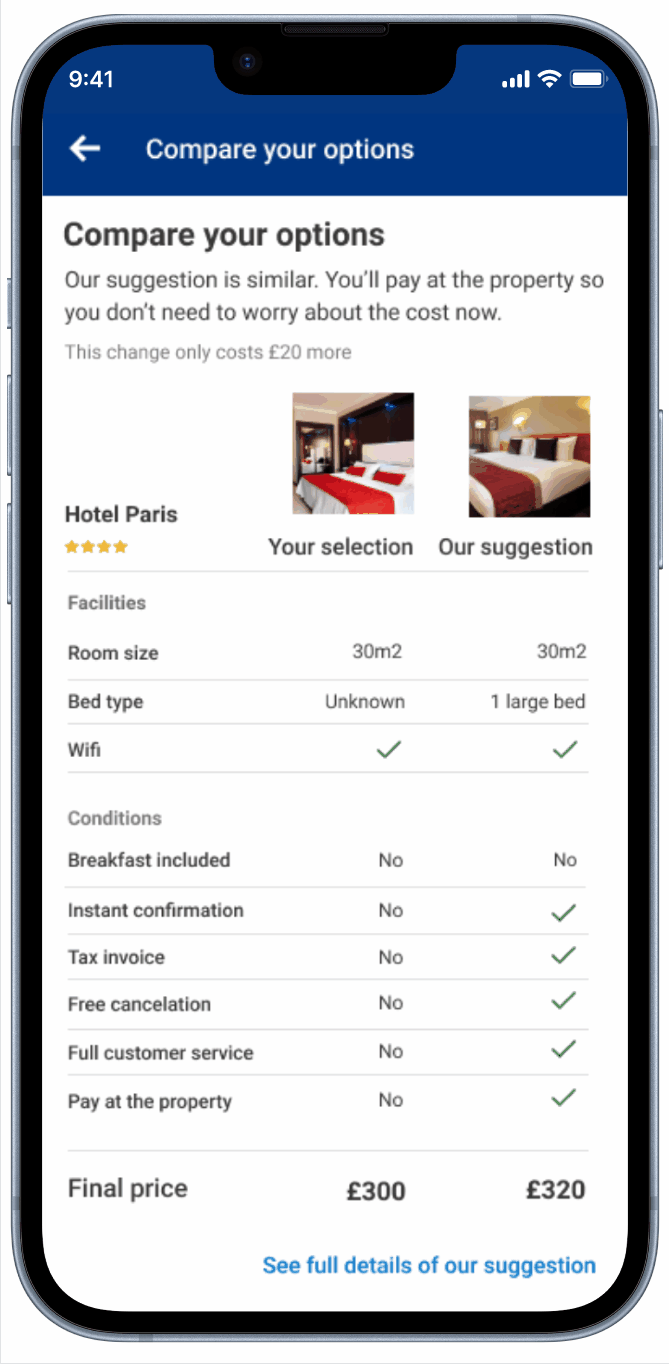 9:41
Compare your options
Compare your options
Our suggestion is similar. You’ll pay at the property so
you don’t need to worry about the cost now.
This change only costs £20 more
Hotel Paris
Your selection Our suggestion
Facilities
Room size 30m2 30m2
Bed type Unknown 1 large bed
Wifi
Conditions
Breakfast included No No
Instant confirmation No
Tax invoice No
Free cancelation No
Full customer service No
Pay at the property No
Final price £300 £320
See full details of our suggestion